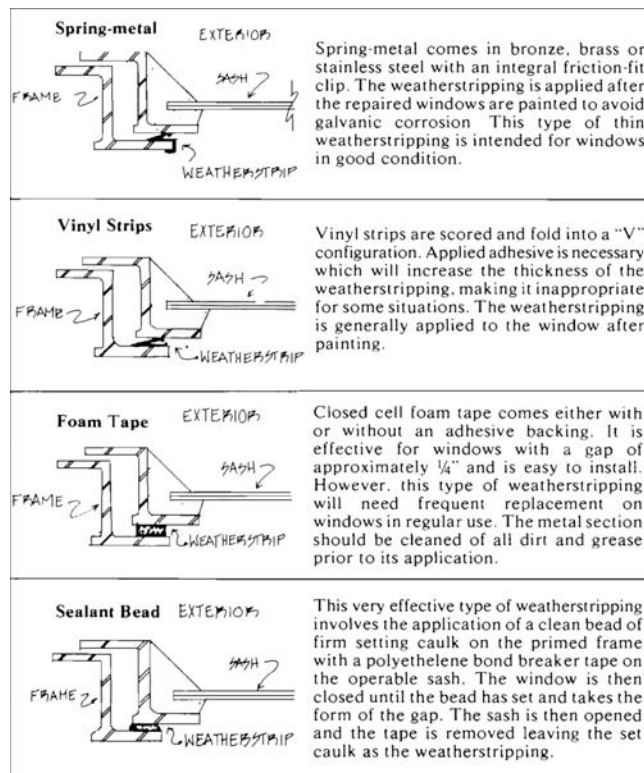 Spring-metal
EXTERIOR
SASH
FRAME
WEATHERSTRIP
Spring-metal comes in bronze, brass or
stainless steel with an integral friction-fit
clip. The weatherstripping is applied after
the repaired windows are painted to avoid
galvanic corrosion This type of thin
weatherstripping is intended for windows
in good condition.
Vinyl Strips
EXTERIOR
SASH
FRAME
WEATHERSTRIP
Vinyl strips are scored and fold into a "V"
configuration. Applied adhesive is necessary
which will increase the thickness of the
weatherstripping, making it inappropriate
for some situations. The weatherstripping
is generally applied to the window after
painting.
Foam Tape
EXTERIOR
SASH
FRAME
WEATHERSTRIP
Closed cell foam tape comes either with
or without an adhesive backing. It is
effective for windows with a gap of
approximately ¼" and is easy to install.
However, this type of weatherstripping
will need frequent replacement on
windows in regular use. The metal section
should be cleaned of all dirt and grease
prior to its application.
Sealant Bead
EXTERIOR
SASH
FRAME
WEATHERSTRIP
This very effective type of weatherstripping
involves the application of a clean bead of
firm setting caulk on the primed frame
with a polyethelene bond breaker tape on
the operable sash. The window is then
closed until the bead has set and takes the
form of the gap. The sash is then opened
and the tape is removed leaving the set
caulk as the weatherstripping.